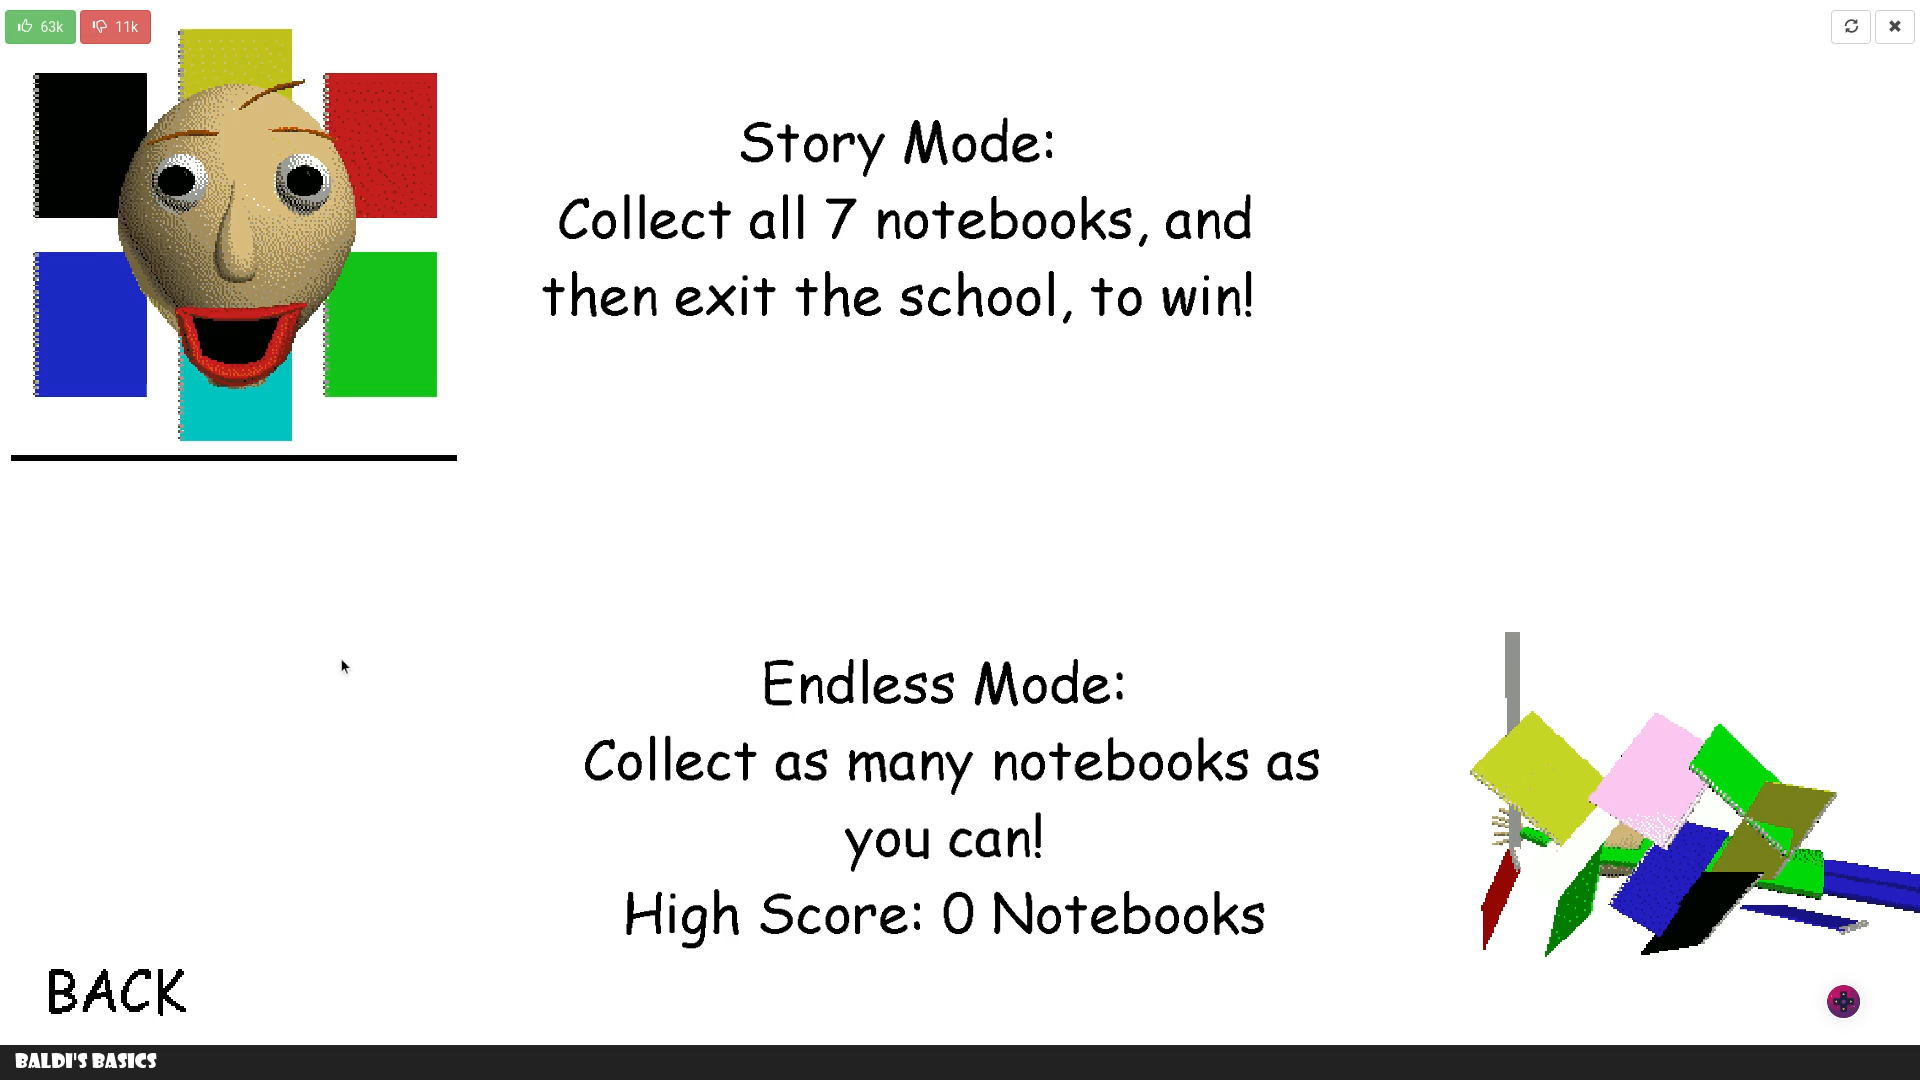 63k
11k
Story Mode:
Collect all 7 notebooks, and
then exit the school, to win!
Endless Mode:
Collect as many notebooks as
you can!
High Score: 0 Notebooks
BACK
BALDI'S BASICS